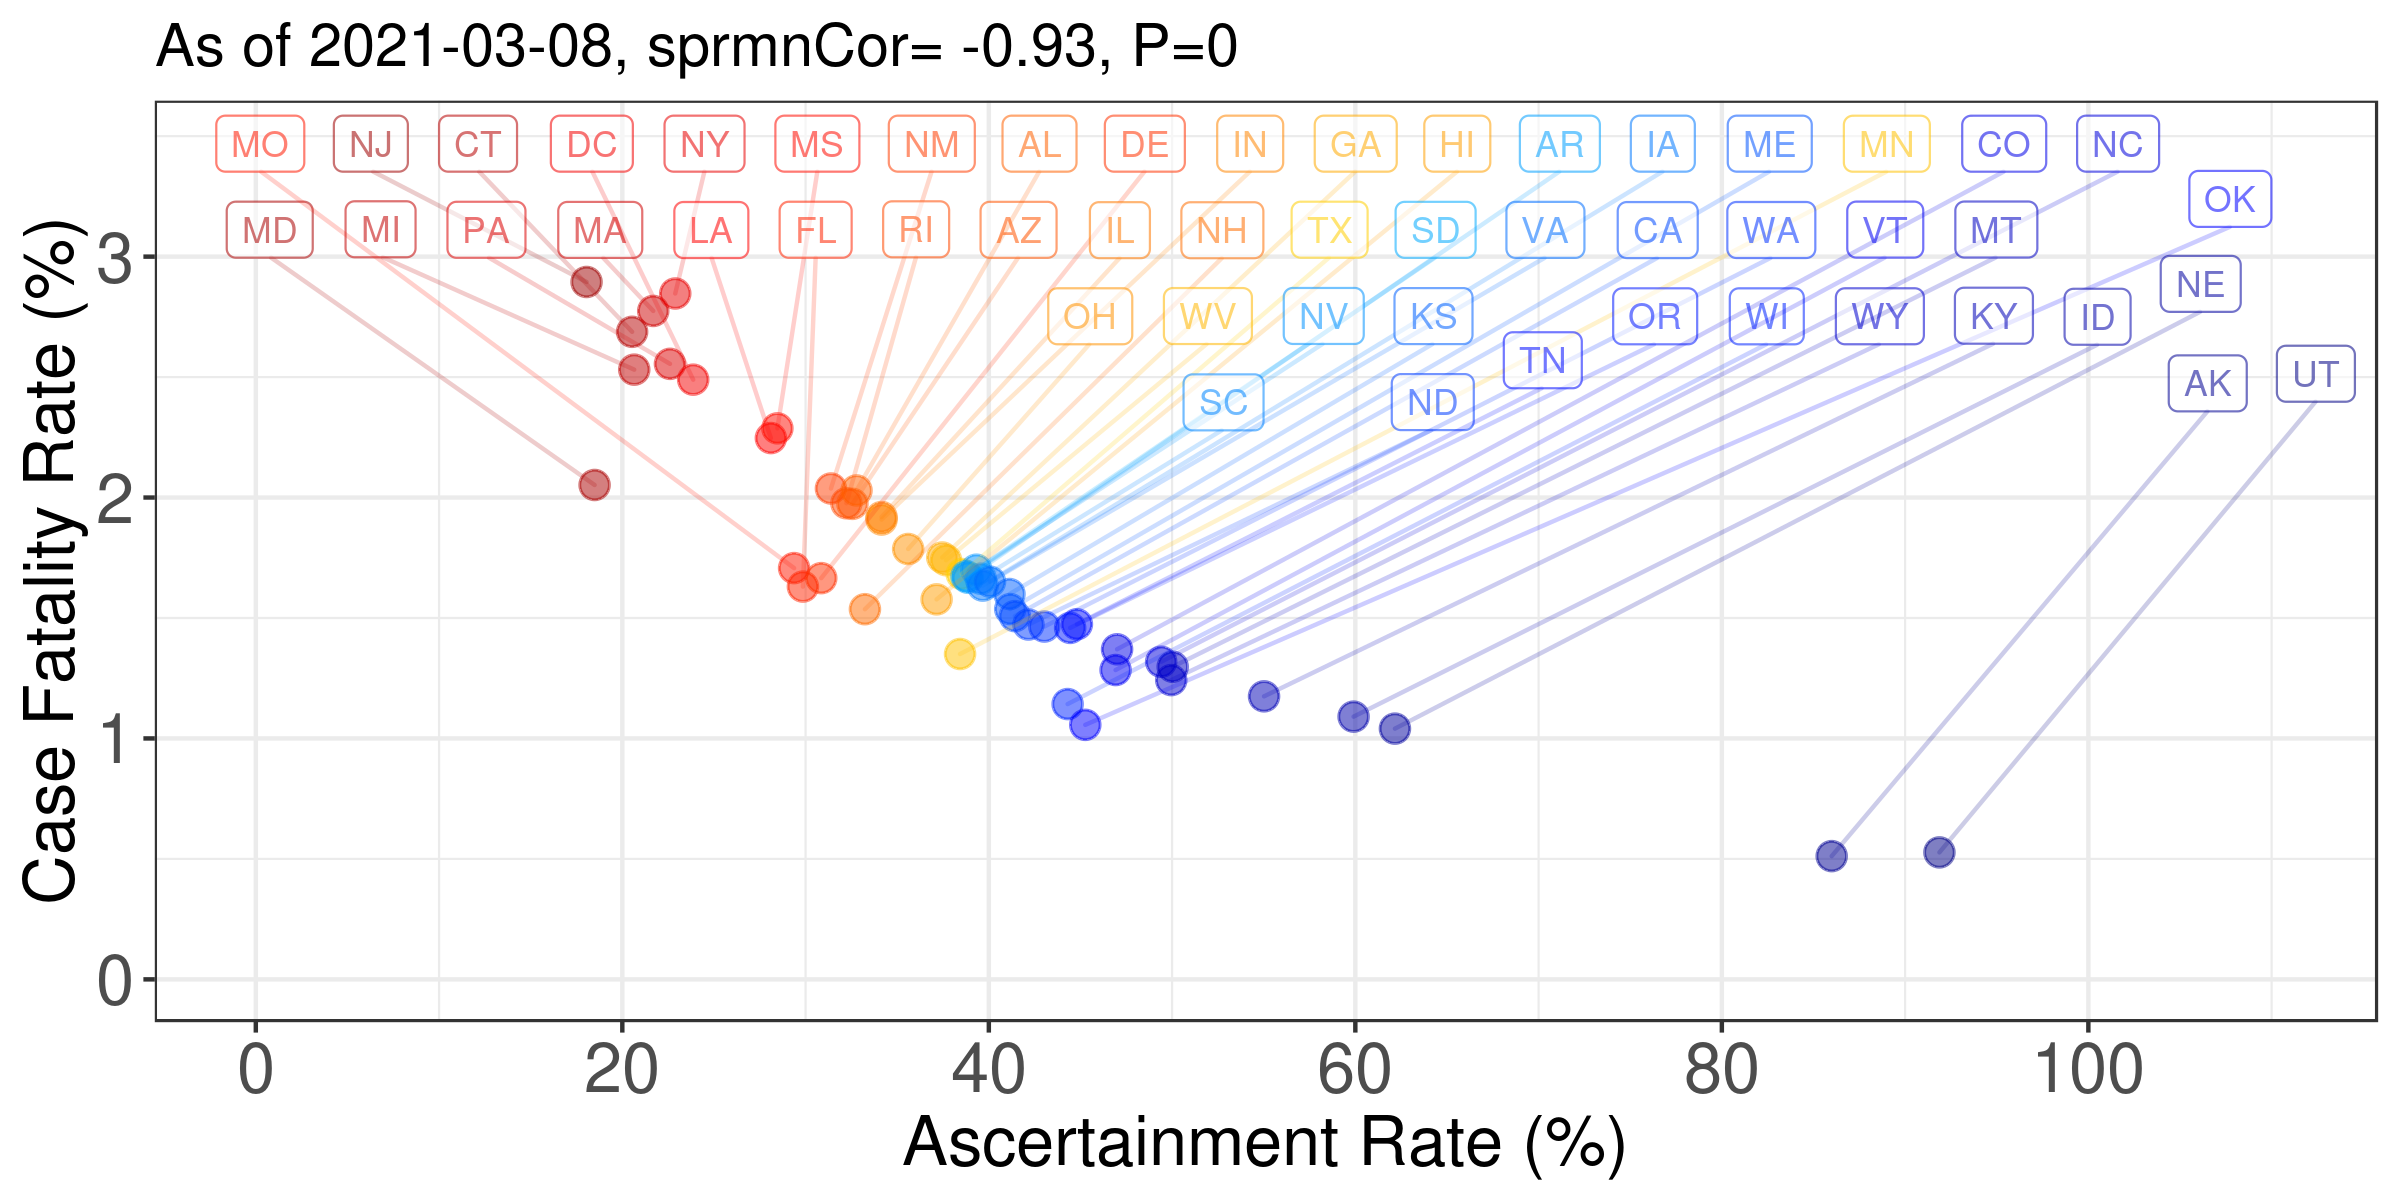 As of 2021-03-08, sprmnCor= -0.93, P=0
MO NJ CT DC NY MS NM AL DE IN GA HI AR IA ME MN CO NC
OK
MD MI PA MA LA FL RI AZ IL NH TX SD VA CA WA VT MT
NE
OH WV NV KS OR WI WY KY ID
TN
AK UT
SC ND
3
2
1
0
Case Fatality Rate (%)
0 20 40 60 80 100
Ascertainment Rate (%)